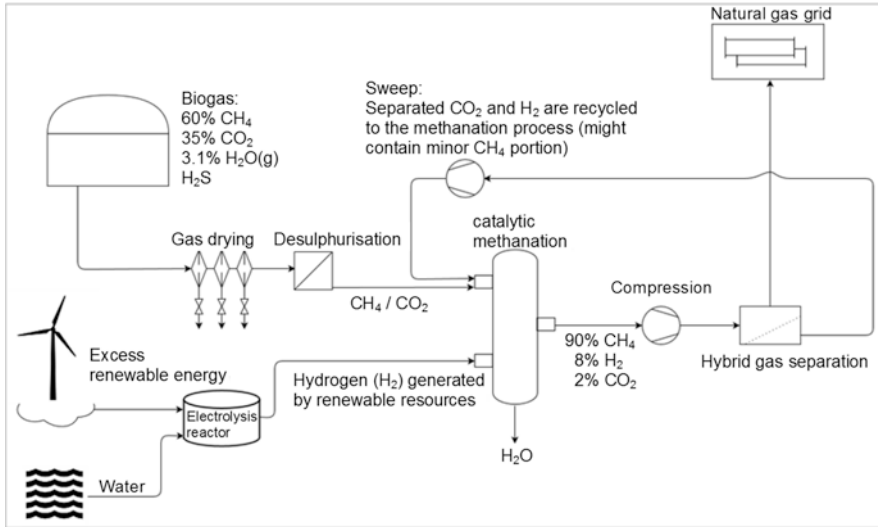 Natural gas grid
Biogas:
60% CH₄
35% CO₂
3.1% H₂O(g)
H₂S
Sweep:
Separated CO₂ and H₂ are recycled
to the methanation process (might
contain minor CH₄ portion)
Gas drying
Desulphurisation
catalytic
methanation
CH₄ / CO₂
Compression
90% CH₄
8% H₂
2% CO₂
Hybrid gas separation
Excess
renewable energy
Hydrogen (H₂) generated
by renewable resources
Electrolysis
reactor
H₂O
Water